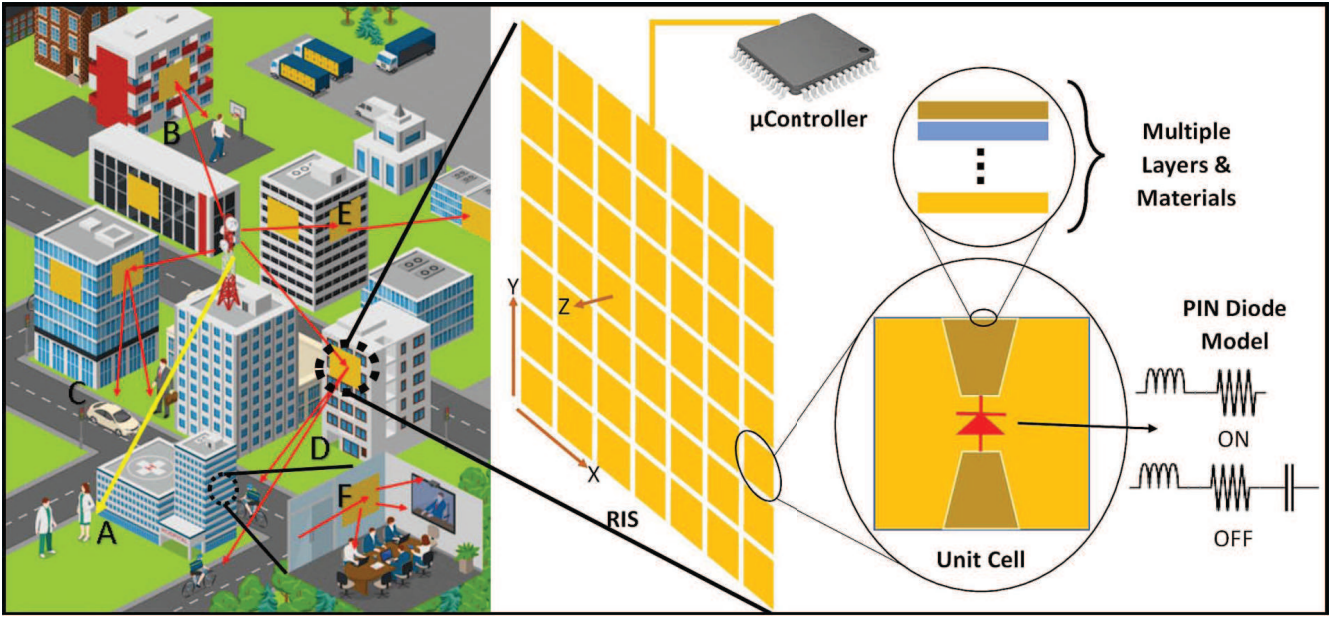 B
E
C
D
A
F
µController
Y
Z
X
RIS
Multiple
Layers &
Materials
PIN Diode
Model
ON
OFF
Unit Cell